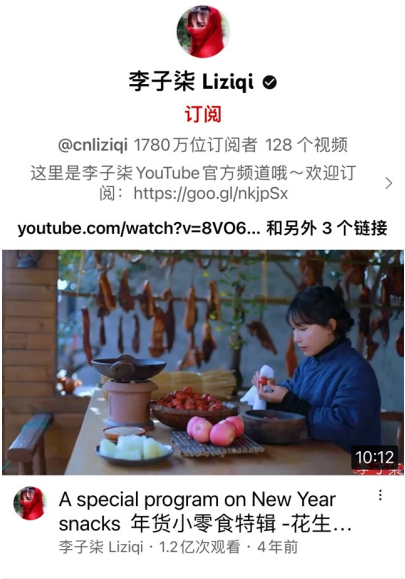 李子柒 Liziqi
订阅
@cnliziqi 1780万位订阅者 128 个视频
这里是李子柒YouTube官方频道哦～欢迎订
阅：https://goo.gl/nkjpSx
youtube.com/watch?v=8VO6... 和另外 3 个链接
10:12
李子柒
A special program on New Year
snacks 年货小零食特辑 -花生...
李子柒 Liziqi · 1.2亿次观看 · 4年前